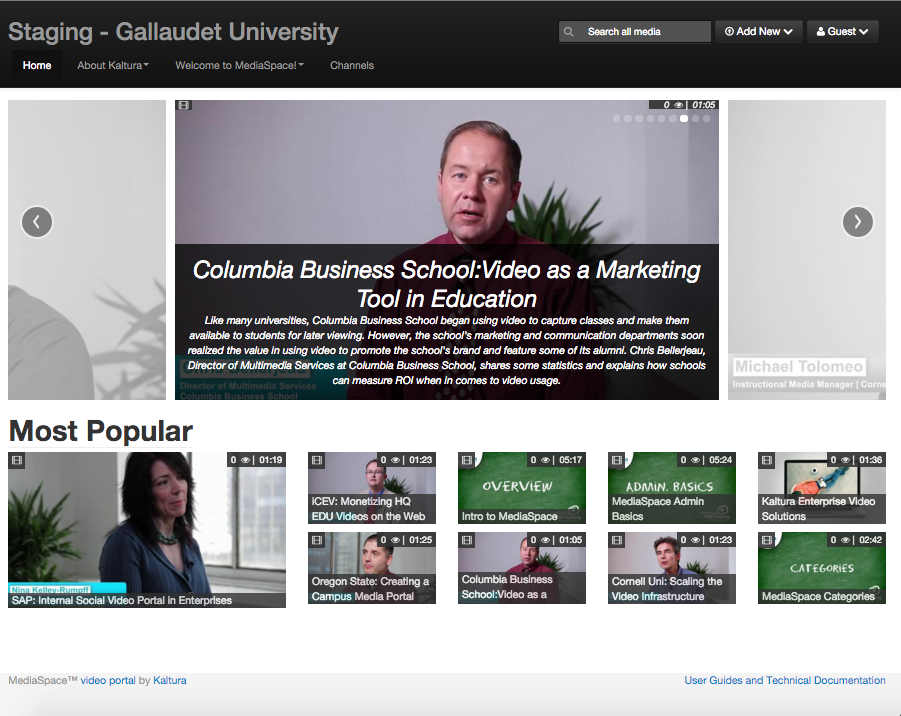 Staging - Gallaudet University
Search all media
Add New
Guest
Home
About Kaltura
Welcome to MediaSpace!
Channels
0 | 01:05
Columbia Business School:Video as a Marketing
Tool in Education
Like many universities, Columbia Business School began using video to capture classes and make them
available to students for later viewing. However, the school's marketing and communication departments soon
realized the value in using video to promote the school's brand and feature some of its alumni. Chris Bellerjeau,
Director of Multimedia Services at Columbia Business School, shares some statistics and explains how schools
can measure ROI when in comes to video usage.
Director of Multimedia Services
Columbia Business School
Michael Tolomeo
Instructional Media Manager | Corne
Most Popular
0 | 01:19
Nina Kelley-Rumpff
SAP: Internal Social Video Portal in Enterprises
0 | 01:23
iCEV: Monetizing HQ
EDU Videos on the Web
0 | 05:17
OVERVIEW
Intro to MediaSpace
0 | 05:24
ADMIN. BASICS
MediaSpace Admin
Basics
0 | 01:36
Kaltura Enterprise Video
Solutions
0 | 01:25
Oregon State: Creating a
Campus Media Portal
0 | 01:05
Columbia Business
School:Video as a
0 | 01:23
Cornell Uni: Scaling the
Video Infrastructure
0 | 02:42
CATEGORIES
MediaSpace Categories
MediaSpace™ video portal by Kaltura
User Guides and Technical Documentation